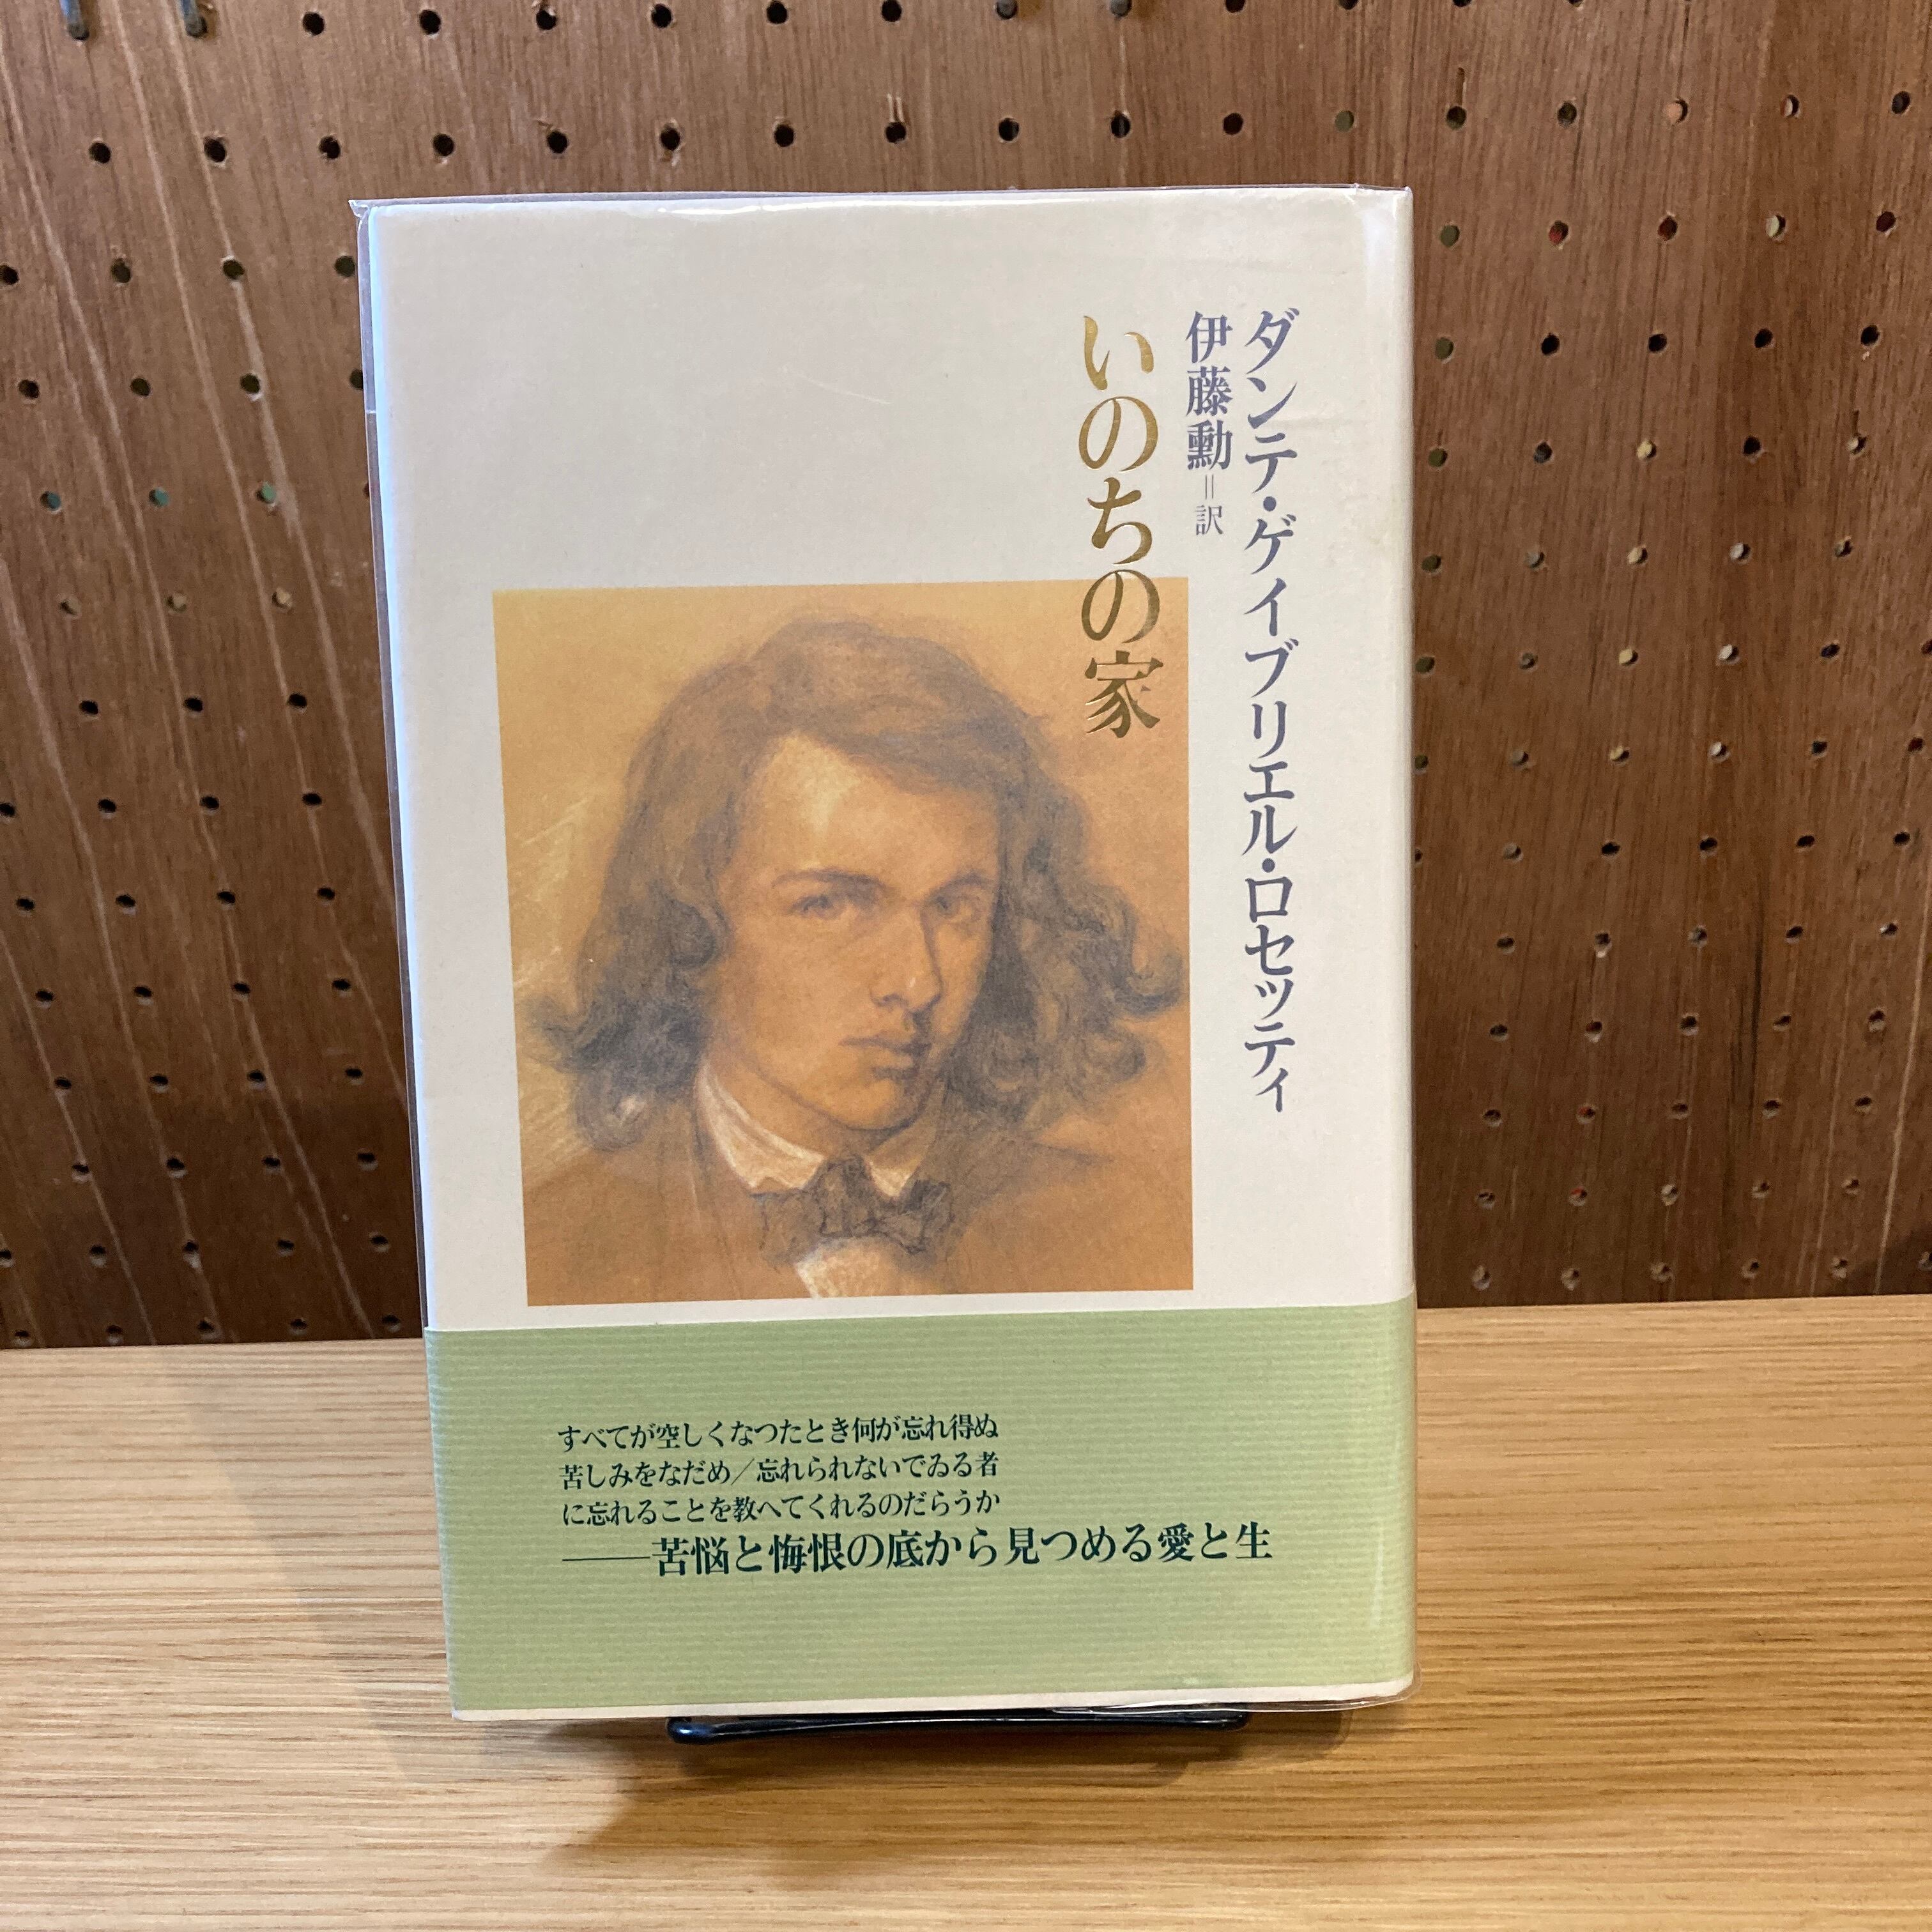 ダンテ・ゲイブリエル・ロセッティ
伊藤勳=訳
いのちの家
すべてが空しくなつたとき何が忘れ得ぬ
苦しみをなだめ／忘れられないでゐる者
に忘れることを教へてくれるのだらうか
──苦悩と悔恨の底から見つめる愛と生